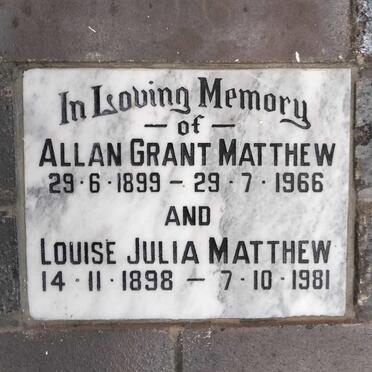 In Loving Memory
— of —
ALLAN GRANT MATTHEW
29·6·1899 – 29·7·1966
AND
LOUISE JULIA MATTHEW
14·11·1898 – 7·10·1981